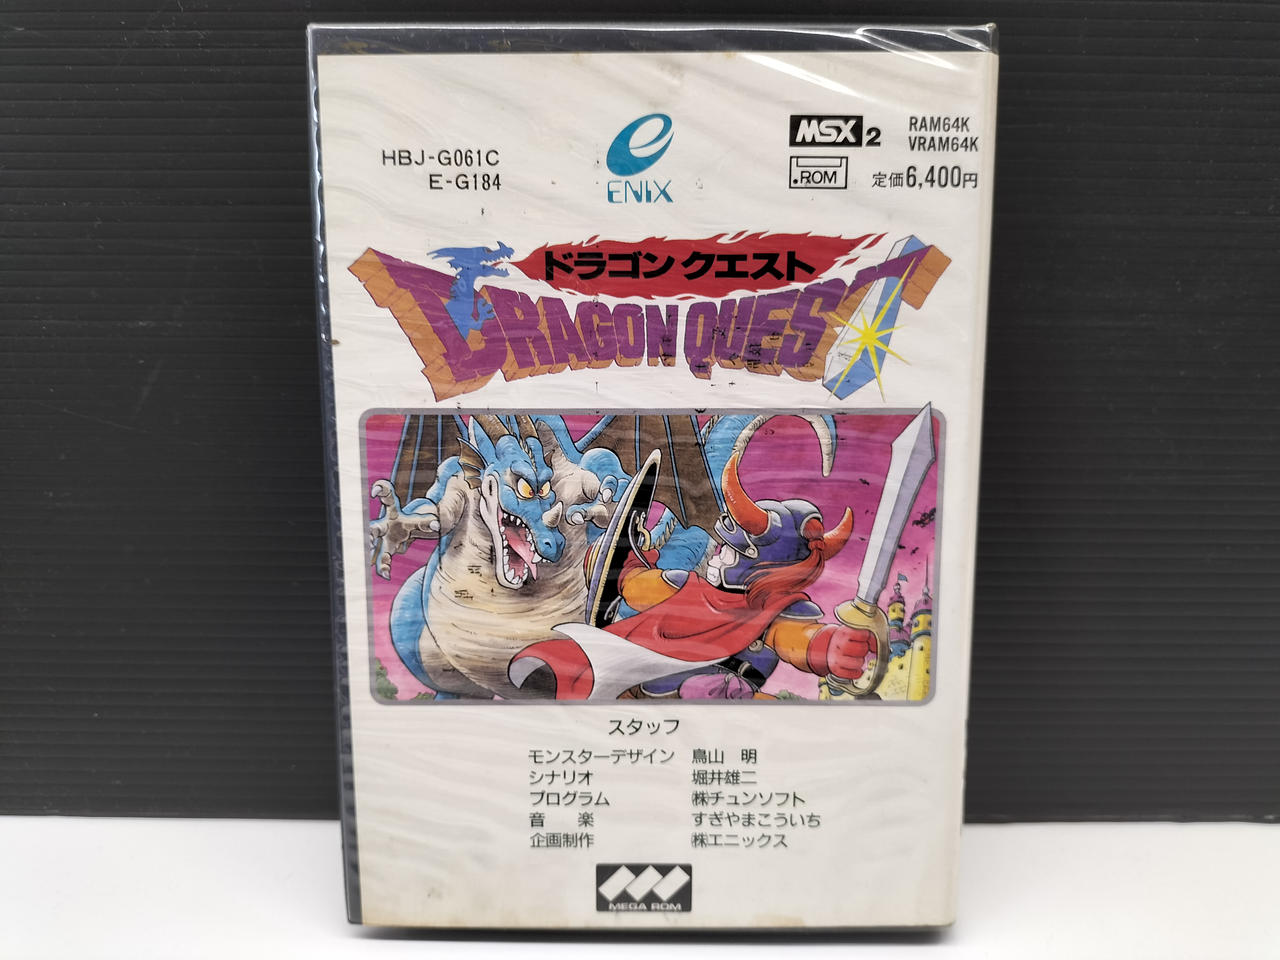 HBJ-G061C
E-G184
ENIX
MSX 2
RAM64K
VRAM64K
.ROM
定価6,400円
ドラゴンクエスト
DRAGON QUEST
スタッフ
モンスターデザイン 鳥山 明
シナリオ 堀井雄二
プログラム ㈱チュンソフト
音 楽 すぎやまこういち
企画制作 ㈱エニックス
MEGA ROM